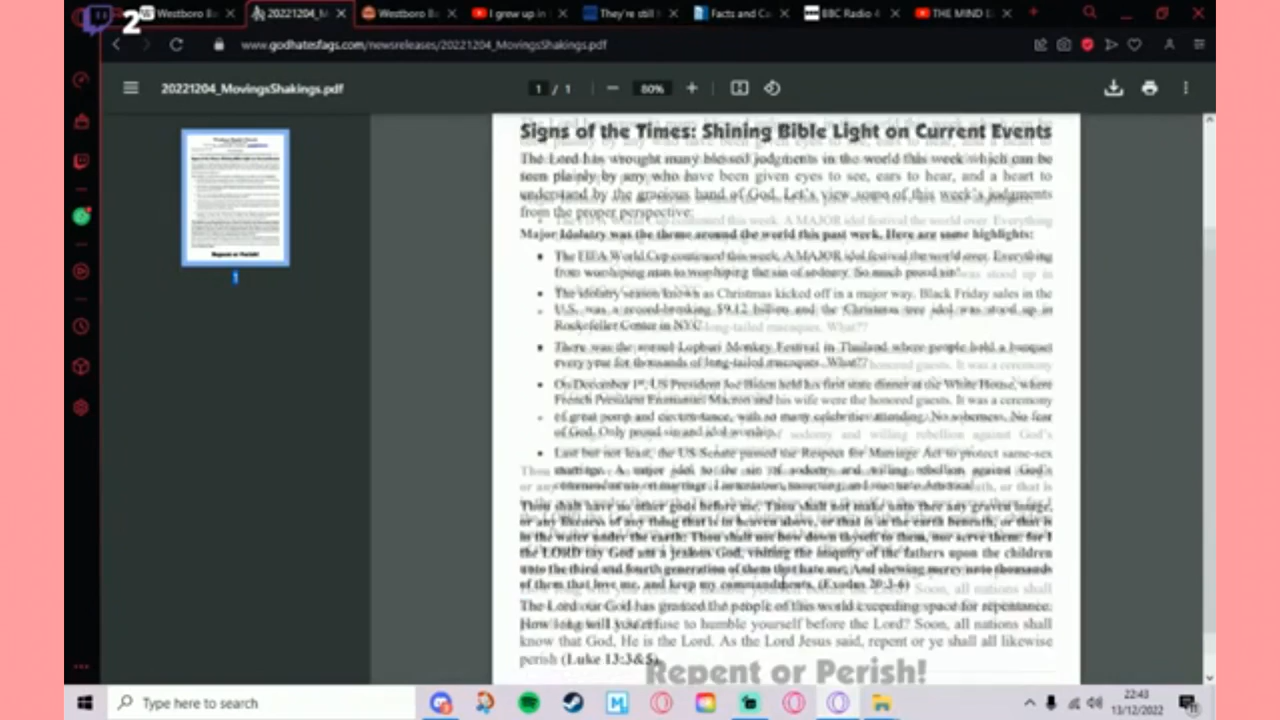 2
Westboro Ba
20221204_M
Westboro Ba
I grew up in
They're still
Facts and Ca
BBC Radio 4
THE MIND
www.godhatesfags.com/newsreleases/20221204_MovingsShakings.pdf
20221204_MovingsShakings.pdf
1 / 1
80%
Repent or Perish!
1
Signs of the Times: Shining Bible Light on Current Events
The Lord has wrought many blessed judgments in the world this week which can be
seen plainly by any who have been given eyes to see, ears to hear, and a heart to
understand by the gracious hand of God. Let's view some of this week's judgments
from the proper perspective:
Major Idolatry was the theme around the world this past week. Here are some highlights:
The FIFA World Cup continued this week. A MAJOR idol festival the world over. Everything
from worshiping man to worshiping the sin of sodomy. So much proud sin!
The idolatry season known as Christmas kicked off in a major way. Black Friday sales in the
U.S. was a record-breaking $9.12 billion and the Christmas tree idol was stood up in
Rockefeller Center in NYC
There was the annual Lopburi Monkey Festival in Thailand where people hold a banquet
every year for thousands of long-tailed macaques. What??
On December 1st, US President Joe Biden held his first state dinner at the White House, where
French President Emmanuel Macron and his wife were the honored guests. It was a ceremony
of great pomp and circumstance, with so many celebrities attending. No soberness. No fear
of God. Only proud sin and idol worship.
Last but not least, the US Senate passed the Respect for Marriage Act to protect same-sex
marriage. A major idol to the sin of sodomy and willing rebellion against God's
commandments on marriage. Lamentation, mourning, and woe unto America!
Thou shalt have no other gods before me. Thou shalt not make unto thee any graven image,
or any likeness of any thing that is in heaven above, or that is in the earth beneath, or that is
in the water under the earth: Thou shalt not bow down thyself to them, nor serve them: for I
the LORD thy God am a jealous God, visiting the iniquity of the fathers upon the children
unto the third and fourth generation of them that hate me; And shewing mercy unto thousands
of them that love me, and keep my commandments. (Exodus 20:3-6)
The Lord our God has granted the people of this world exceeding space for repentance.
How long will you refuse to humble yourself before the Lord? Soon, all nations shall
know that God, He is the Lord. As the Lord Jesus said, repent or ye shall all likewise
perish (Luke 13:3&5).
Repent or Perish!
Type here to search
22:43
13/12/2022